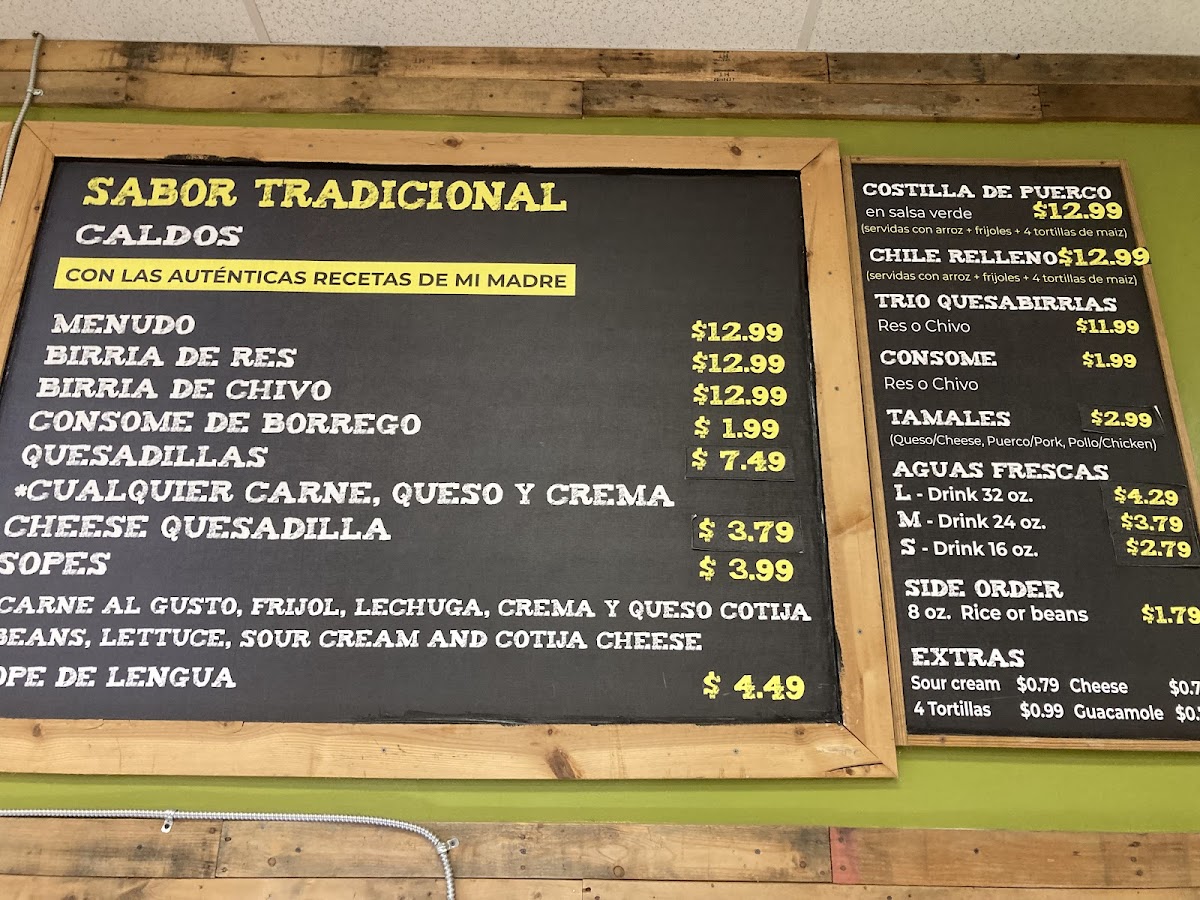 SABOR TRADICIONAL
CALDOS
CON LAS AUTÉNTICAS RECETAS DE MI MADRE
MENUDO $12.99
BIRRIA DE RES $12.99
BIRRIA DE CHIVO $12.99
CONSOME DE BORREGO $ 1.99
QUESADILLAS $ 7.49
*CUALQUIER CARNE, QUESO Y CREMA
CHEESE QUESADILLA $ 3.79
SOPES $ 3.99
CARNE AL GUSTO, FRIJOL, LECHUGA, CREMA Y QUESO COTIJA
BEANS, LETTUCE, SOUR CREAM AND COTIJA CHEESE
OPE DE LENGUA $ 4.49
COSTILLA DE PUERCO
en salsa verde $12.99
(servidas con arroz + frijoles + 4 tortillas de maiz)
CHILE RELLENO $12.99
(servidas con arroz + frijoles + 4 tortillas de maiz)
TRIO QUESABIRRIAS
Res o Chivo $11.99
CONSOME $1.99
Res o Chivo
TAMALES $2.99
(Queso/Cheese, Puerco/Pork, Pollo/Chicken)
AGUAS FRESCAS
L - Drink 32 oz. $4.29
M - Drink 24 oz. $3.79
S - Drink 16 oz. $2.79
SIDE ORDER
8 oz. Rice or beans $1.79
EXTRAS
Sour cream $0.79 Cheese $0.7
4 Tortillas $0.99 Guacamole $0.